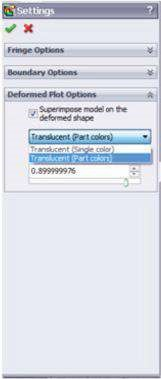 Settings ?
Fringe Options
Boundary Options
Deformed Plot Options
Superimpose model on the
deformed shape
Translucent (Part colors)
Translucent (Single color)
Translucent (Part colors)
0.899999976